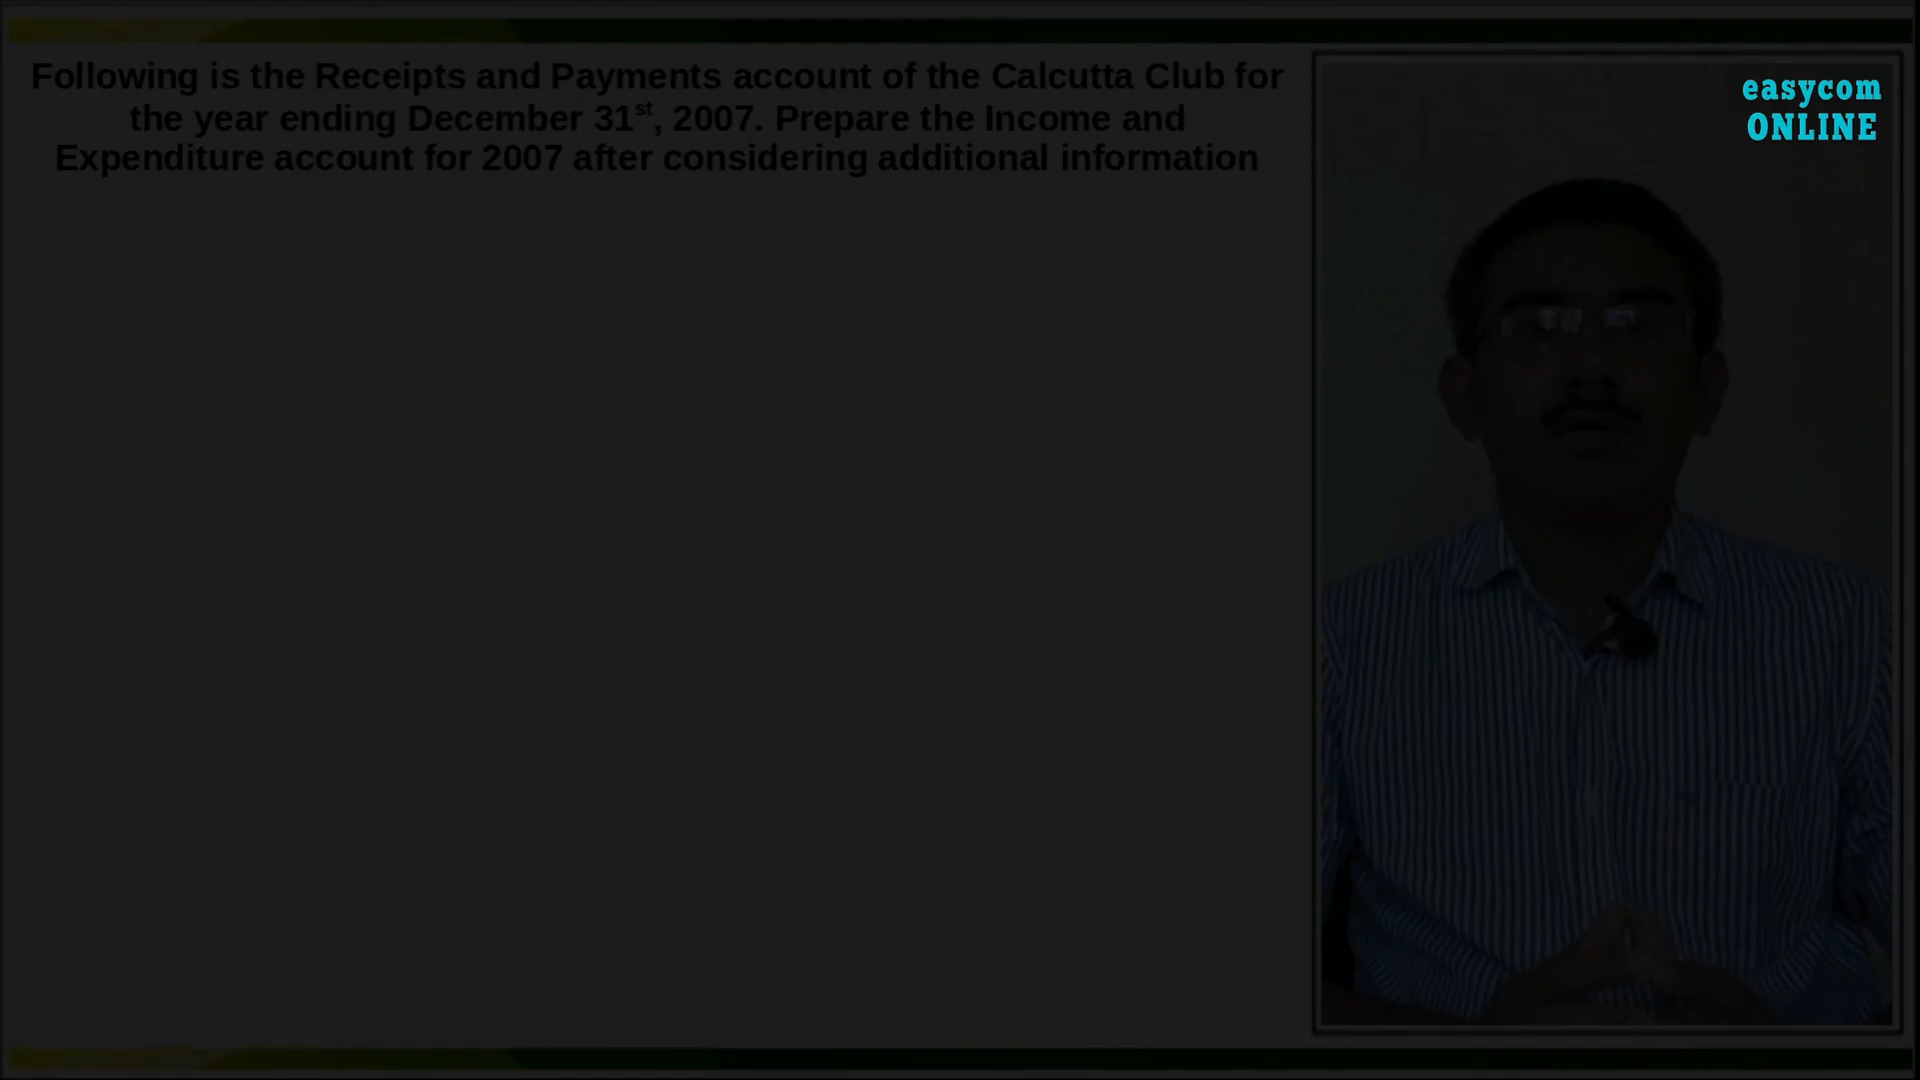 Following is the Receipts and Payments account of the Calcutta Club for
the year ending December 31st, 2007. Prepare the Income and
Expenditure account for 2007 after considering additional information
easycom
ONLINE